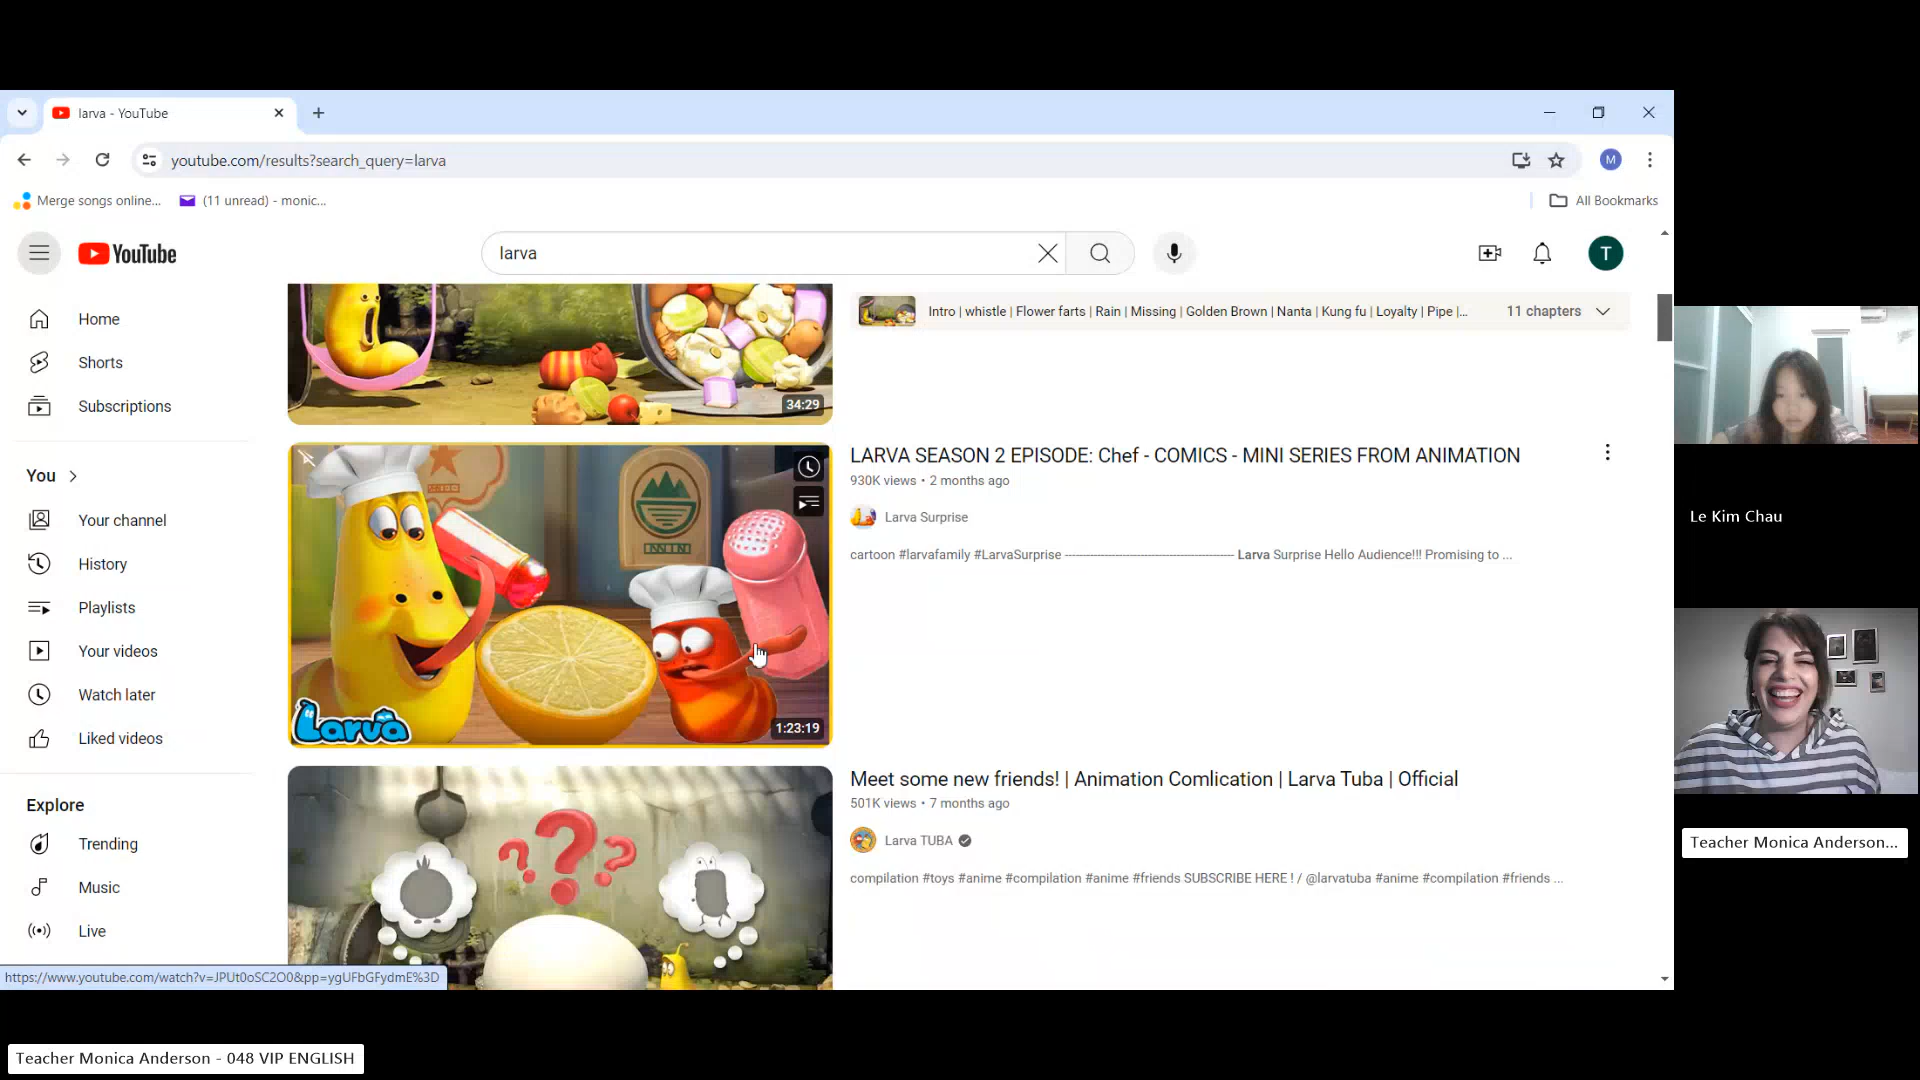 larva - YouTube
youtube.com/results?search_query=larva
M
Merge songs online...
(11 unread) - monic...
All Bookmarks
YouTube
larva
T
Home
Shorts
Subscriptions
You
Your channel
History
Playlists
Your videos
Watch later
Liked videos
Explore
Trending
Music
Live
https://www.youtube.com/watch?v=JPUt0oSC2O0&pp=ygUFbGFydmE%3D
34:29
Intro | whistle | Flower farts | Rain | Missing | Golden Brown | Nanta | Kung fu | Loyalty | Pipe |...
11 chapters
Larva
1:23:19
LARVA SEASON 2 EPISODE: Chef - COMICS - MINI SERIES FROM ANIMATION
930K views • 2 months ago
Larva Surprise
cartoon #larvafamily #LarvaSurprise ---------------------------------------------------- Larva Surprise Hello Audience!!! Promising to ...
???
Meet some new friends! | Animation Comlication | Larva Tuba | Official
501K views • 7 months ago
Larva TUBA
compilation #toys #anime #compilation #anime #friends SUBSCRIBE HERE ! / @larvatuba #anime #compilation #friends ...
Le Kim Chau
Teacher Monica Anderson...
Teacher Monica Anderson - 048 VIP ENGLISH